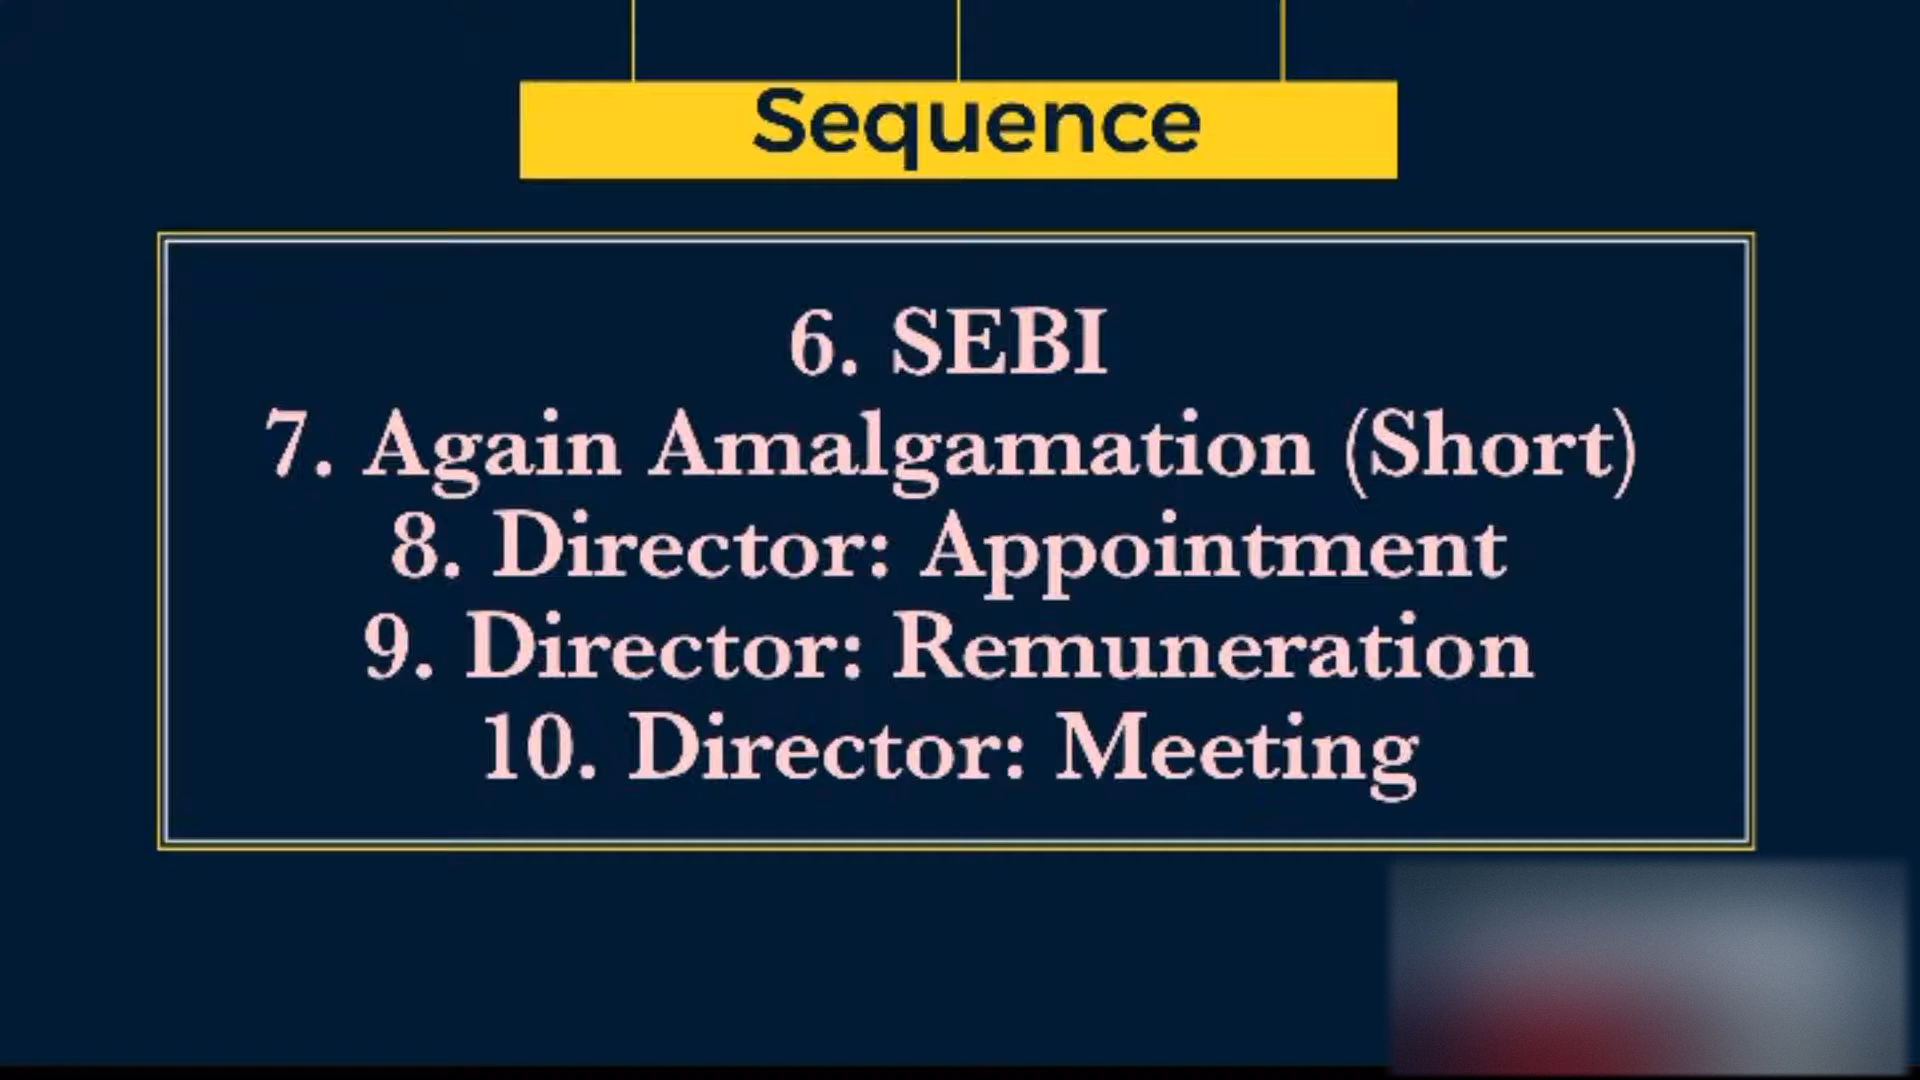 Sequence
6. SEBI
7. Again Amalgamation (Short)
8. Director: Appointment
9. Director: Remuneration
10. Director: Meeting